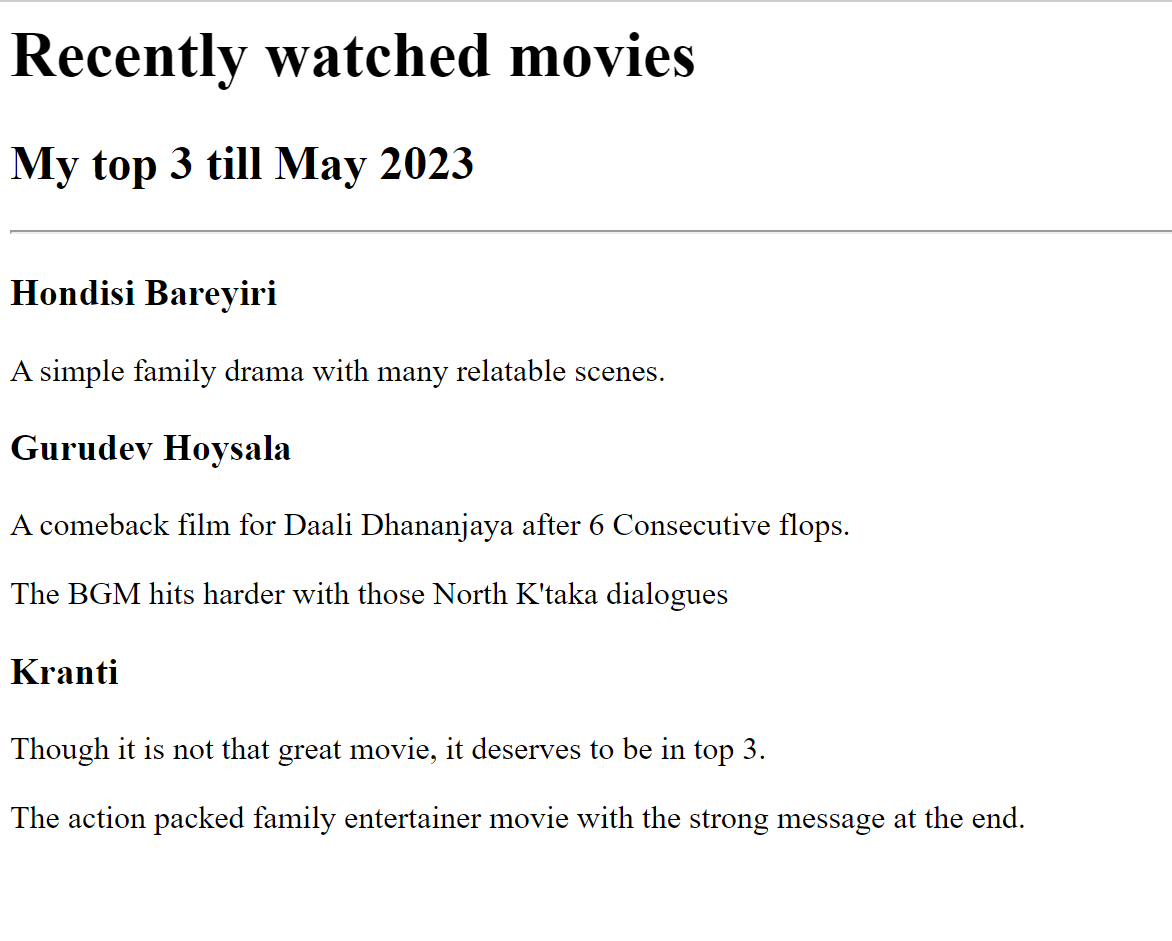 Recently watched movies
My top 3 till May 2023
Hondisi Bareyiri
A simple family drama with many relatable scenes.
Gurudev Hoysala
A comeback film for Daali Dhananjaya after 6 Consecutive flops.
The BGM hits harder with those North K'taka dialogues
Kranti
Though it is not that great movie, it deserves to be in top 3.
The action packed family entertainer movie with the strong message at the end.